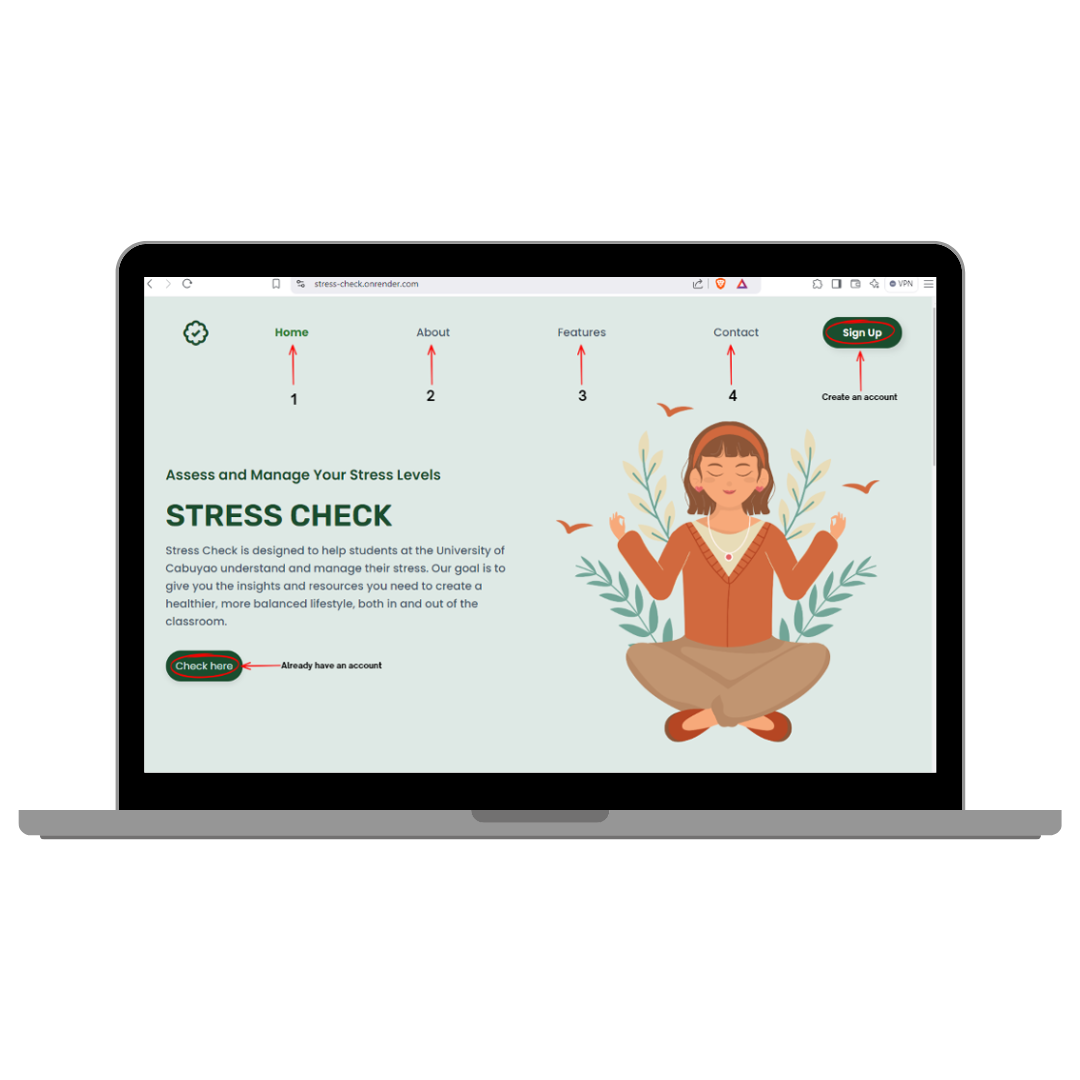 stress-check.onrender.com
VPN
Home
About
Features
Contact
Sign Up
1
2
3
4
Create an account
Assess and Manage Your Stress Levels
STRESS CHECK
Stress Check is designed to help students at the University of
Cabuyao understand and manage their stress. Our goal is to
give you the insights and resources you need to create a
healthier, more balanced lifestyle, both in and out of the
classroom.
Check here
Already have an account